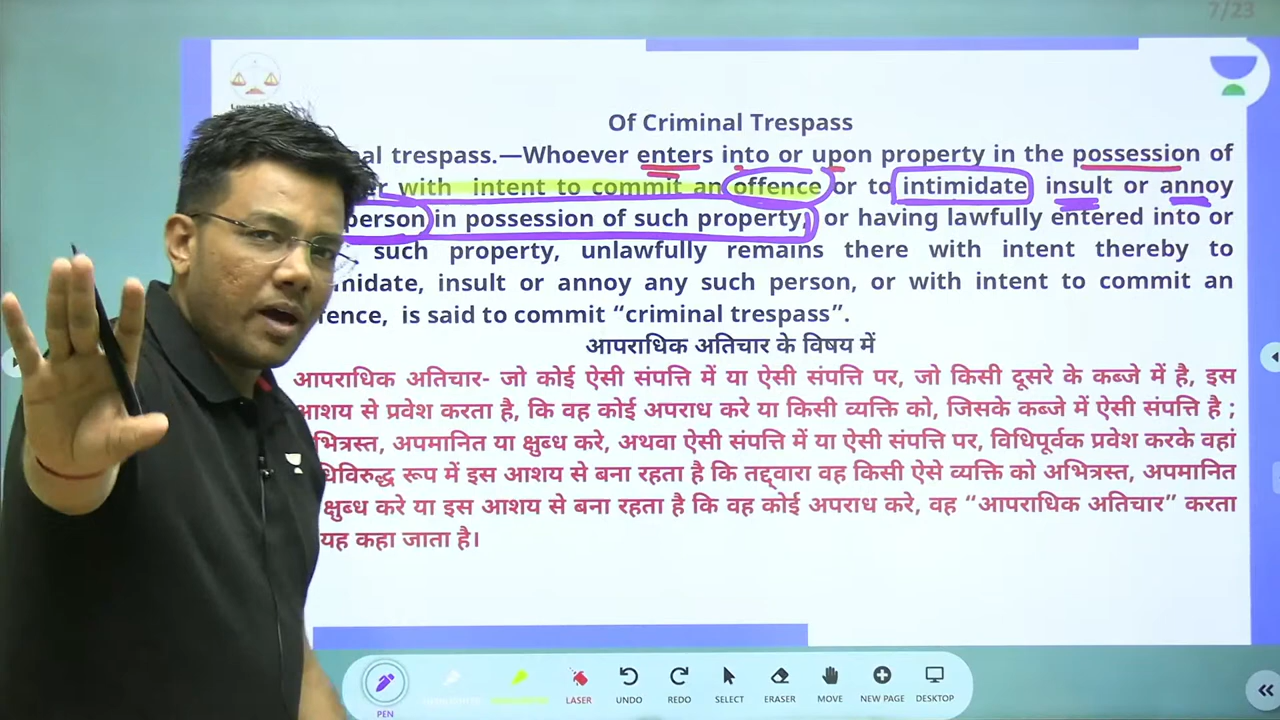 7/23
Of Criminal Trespass
trespass.—Whoever enters into or upon property in the possession of
with intent to commit an offence or to intimidate insult or annoy
person in possession of such property, or having lawfully entered into or
such property, unlawfully remains there with intent thereby to
insult or annoy any such person, or with intent to commit an
is said to commit “criminal trespass”.
आपराधिक अतिचार के विषय में
आपराधिक अतिचार- जो कोई ऐसी संपत्ति में या ऐसी संपत्ति पर, जो किसी दूसरे के कब्जे में है, इस
आशय से प्रवेश करता है, कि वह कोई अपराध करे या किसी व्यक्ति को, जिसके कब्जे में ऐसी संपत्ति है ;
अपमानित या क्षुब्ध करे, अथवा ऐसी संपत्ति में या ऐसी संपत्ति पर, विधिपूर्वक प्रवेश करके वहां
रूप में इस आशय से बना रहता है कि तद्द्वारा वह किसी ऐसे व्यक्ति को अभित्रस्त, अपमानित
क्षुब्ध करे या इस आशय से बना रहता है कि वह कोई अपराध करे, वह “आपराधिक अतिचार” करता
यह कहा जाता है।
PEN
LASER
UNDO
REDO
SELECT
ERASER
MOVE
NEW PAGE
DESKTOP